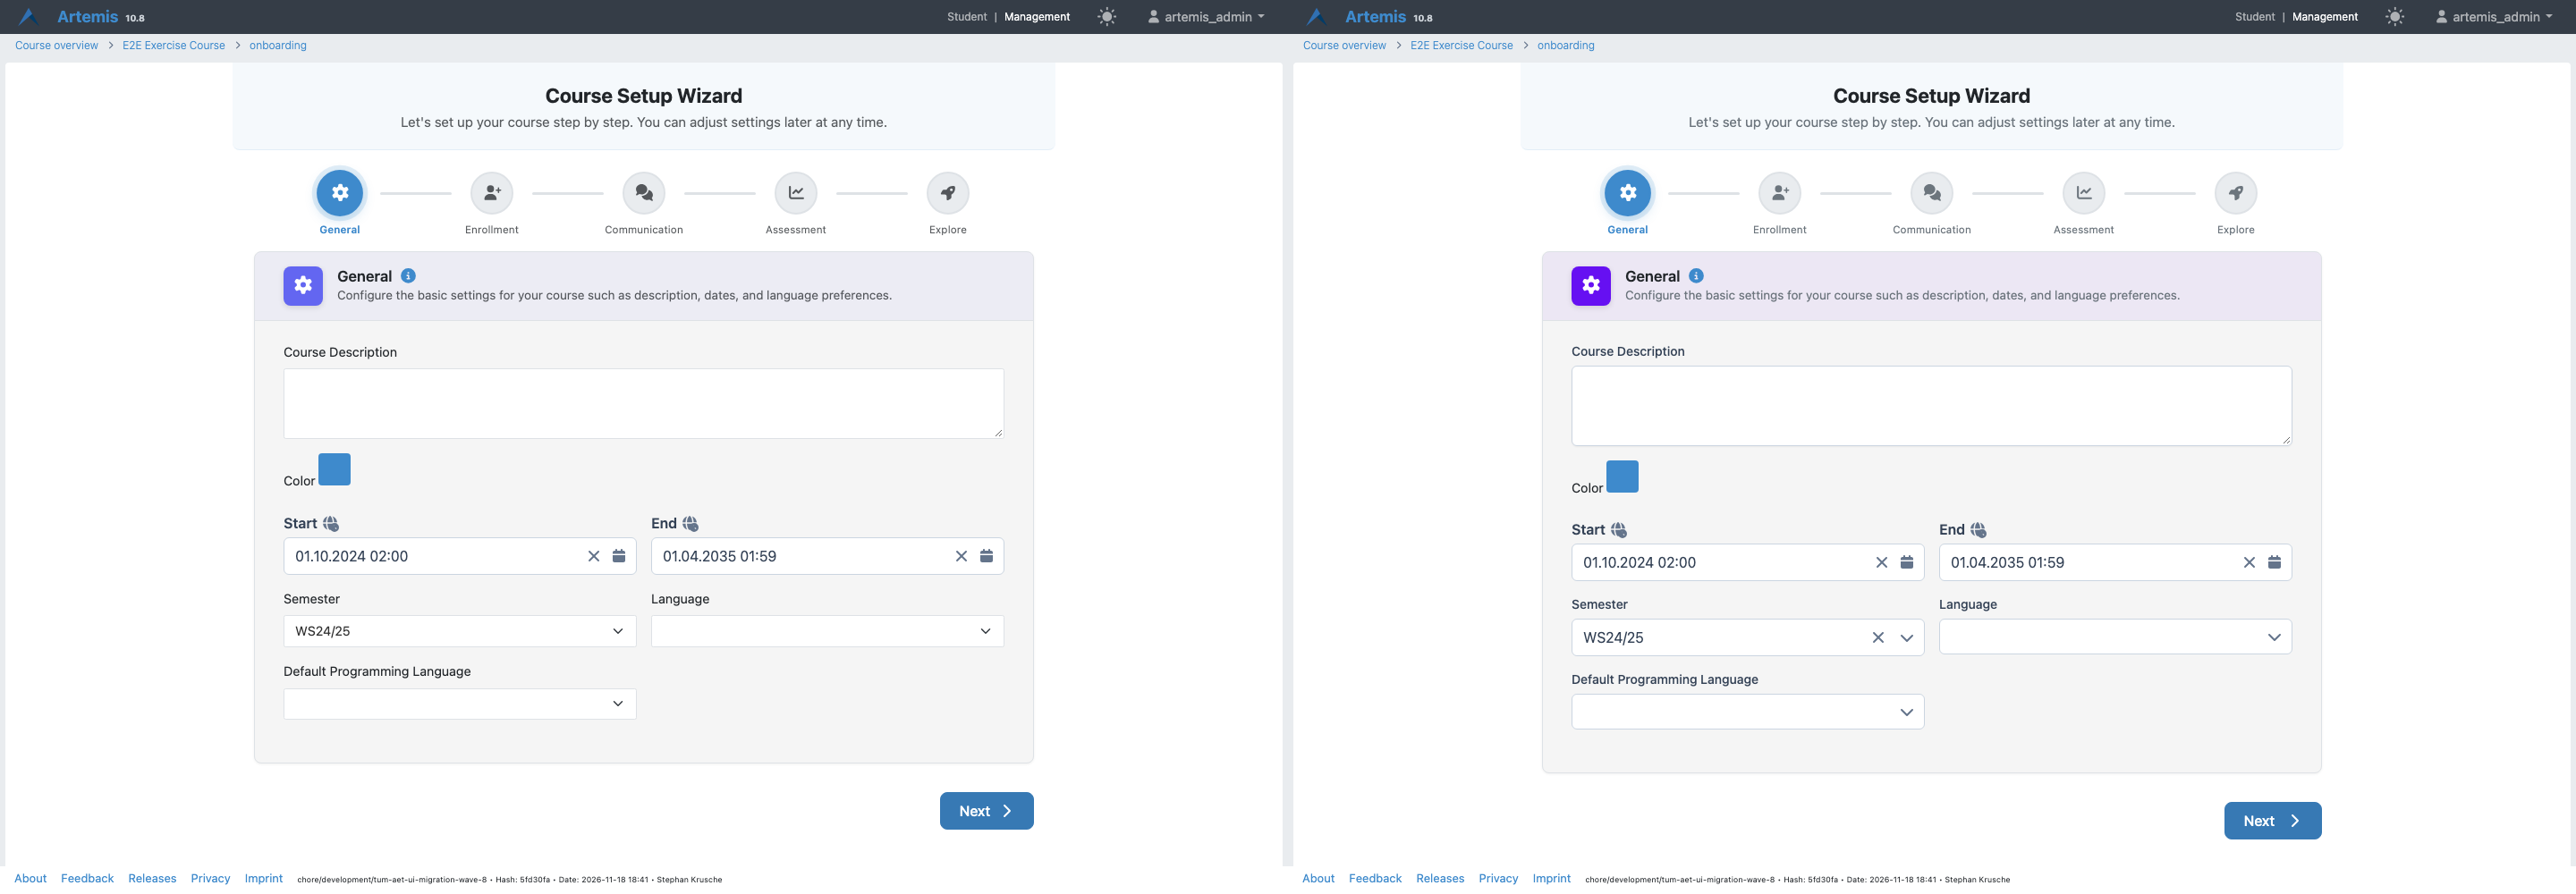 Artemis 10.8
Student | Management
artemis_admin
Course overview > E2E Exercise Course > onboarding
Course Setup Wizard
Let's set up your course step by step. You can adjust settings later at any time.
General
Enrollment
Communication
Assessment
Explore
General
Configure the basic settings for your course such as description, dates, and language preferences.
Course Description
Color
Start
End
01.10.2024 02:00
01.04.2035 01:59
Semester
Language
WS24/25
Default Programming Language
Next
About Feedback Releases Privacy Imprint chore/development/tum-aet-ui-migration-wave-8 • Hash: 5fd30fa • Date: 2026-11-18 18:41 • Stephan Krusche
Artemis 10.8
Student | Management
artemis_admin
Course overview > E2E Exercise Course > onboarding
Course Setup Wizard
Let's set up your course step by step. You can adjust settings later at any time.
General
Enrollment
Communication
Assessment
Explore
General
Configure the basic settings for your course such as description, dates, and language preferences.
Course Description
Color
Start
End
01.10.2024 02:00
01.04.2035 01:59
Semester
Language
WS24/25
Default Programming Language
Next
About Feedback Releases Privacy Imprint chore/development/tum-aet-ui-migration-wave-8 • Hash: 5fd30fa • Date: 2026-11-18 18:41 • Stephan Krusche